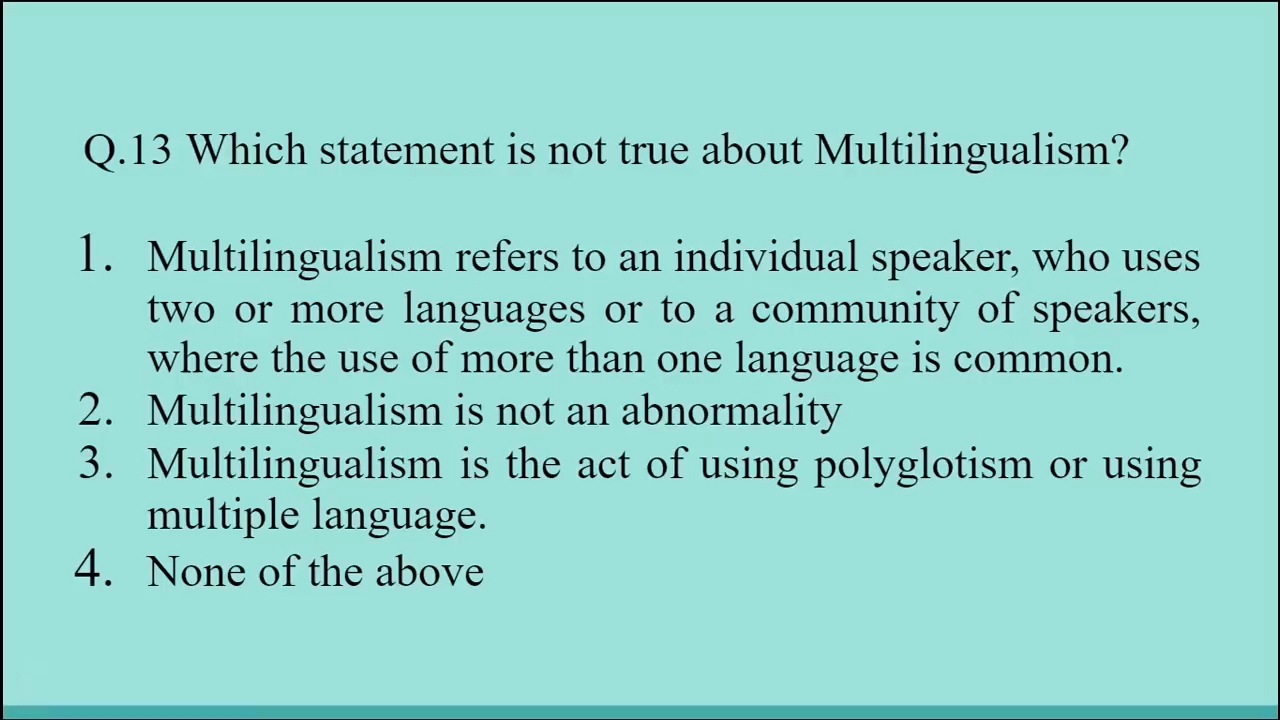 Q.13 Which statement is not true about Multilingualism?
1. Multilingualism refers to an individual speaker, who uses
two or more languages or to a community of speakers,
where the use of more than one language is common.
2. Multilingualism is not an abnormality
3. Multilingualism is the act of using polyglotism or using
multiple language.
4. None of the above